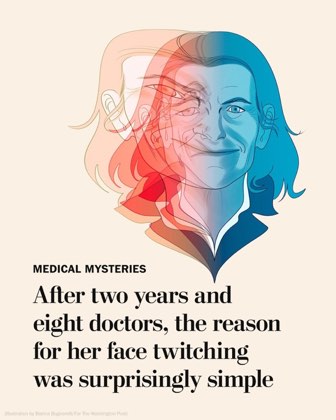 MEDICAL MYSTERIES
After two years and
eight doctors, the reason
for her face twitching
was surprisingly simple